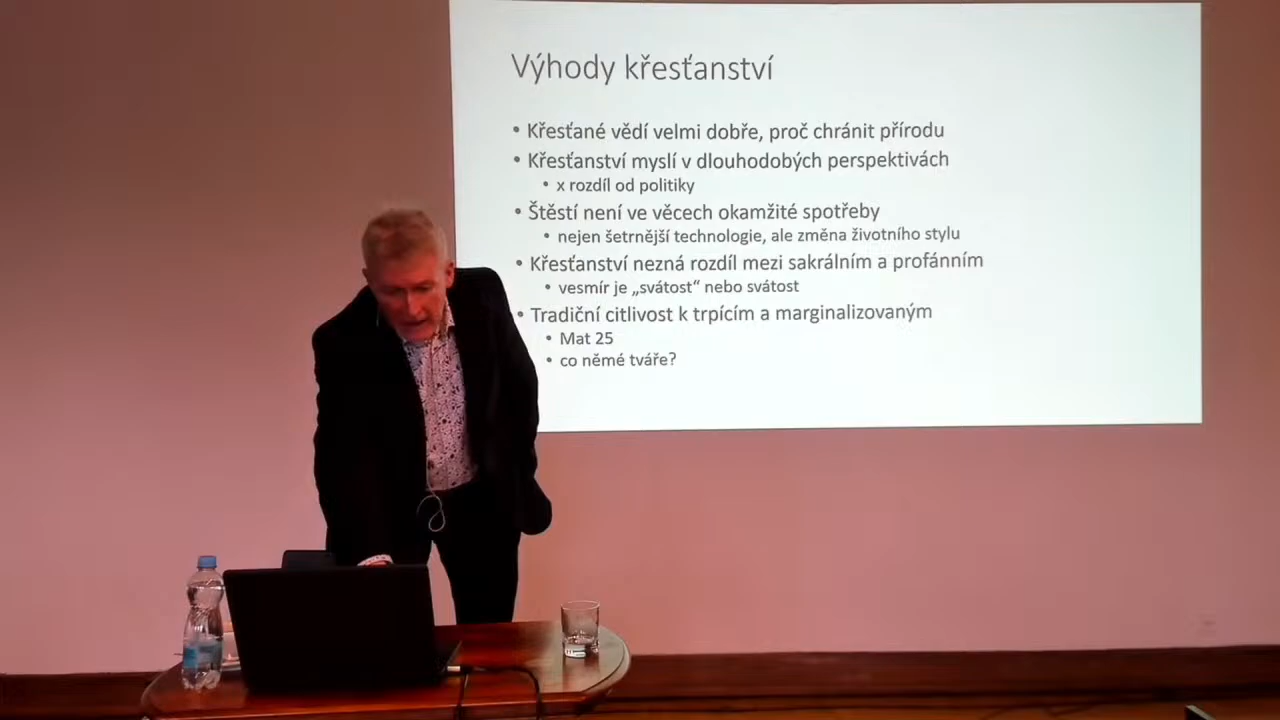 Výhody křesťanství
• Křesťané vědí velmi dobře, proč chránit přírodu
• Křesťanství myslí v dlouhodobých perspektivách
• x rozdíl od politiky
• Štěstí není ve věcech okamžité spotřeby
• nejen šetrnější technologie, ale změna životního stylu
• Křesťanství nezná rozdíl mezi sakrálním a profánním
• vesmír je „svátost“ nebo svátost
• Tradiční citlivost k trpícím a marginalizovaným
• Mat 25
• co němé tváře?